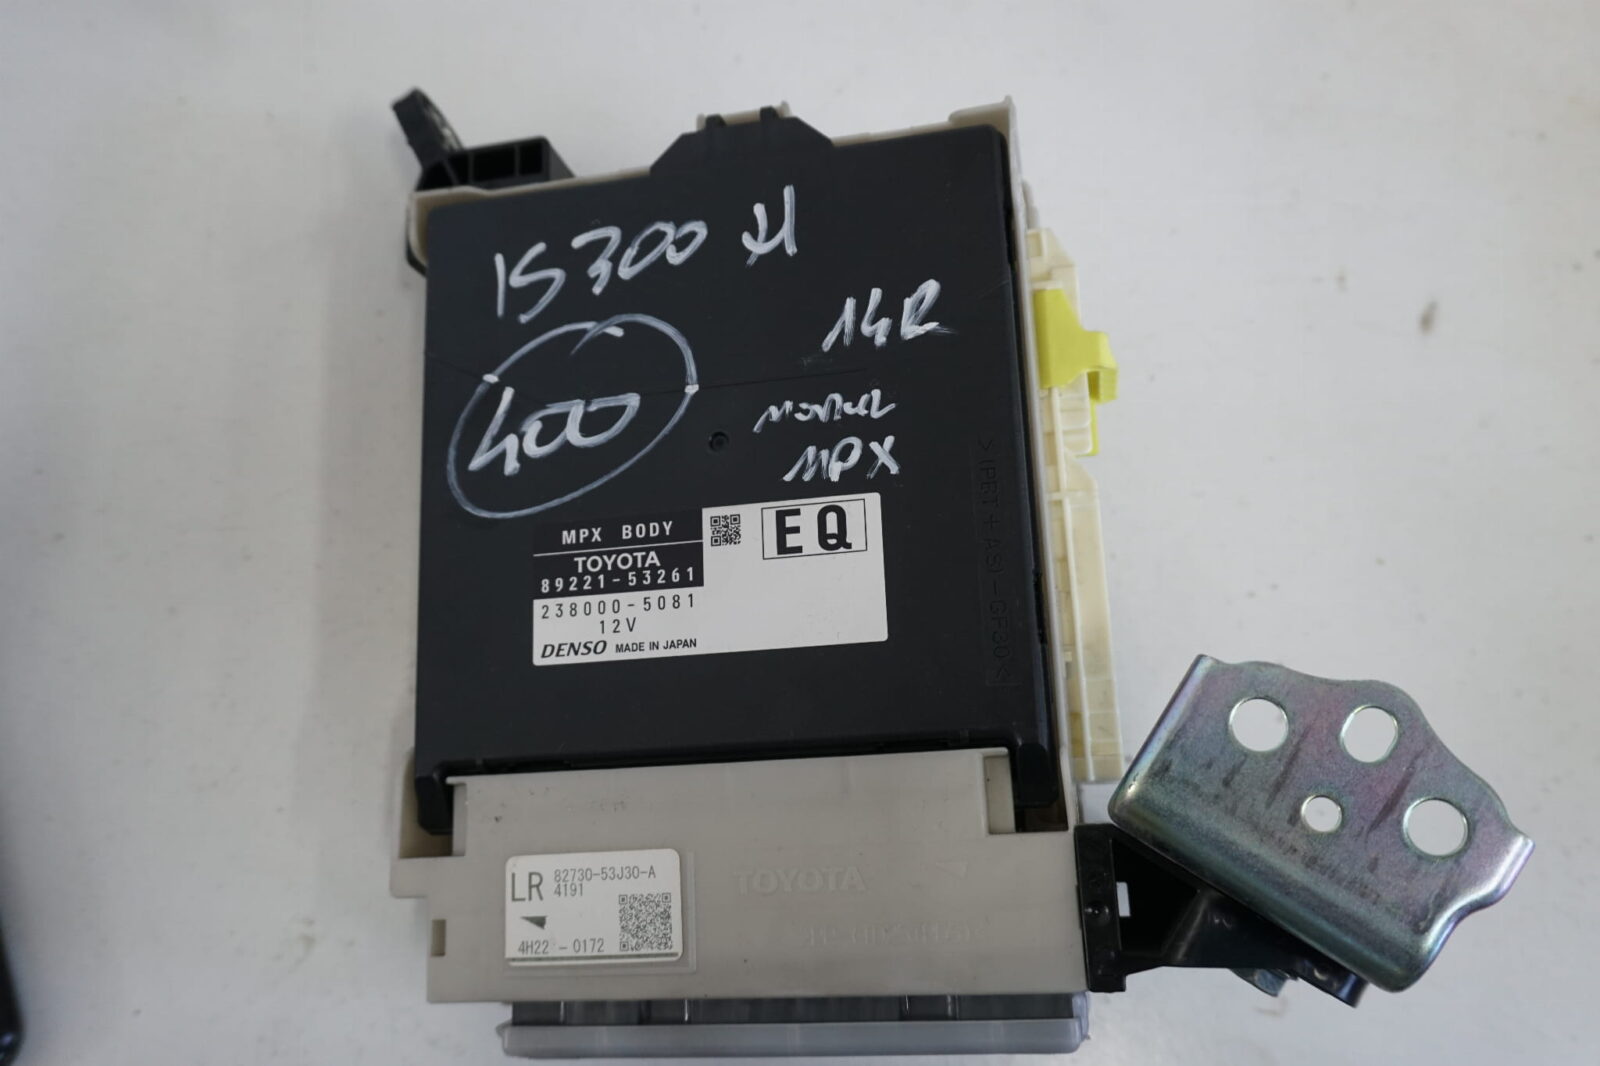 IS300 H
14R
400
MODUŁ
MPX
MPX BODY
EQ
TOYOTA
89221-53261
238000-5081
12V
DENSO MADE IN JAPAN
LR 82730-53J30-A
4191
4H22 -0172
TOYOTA